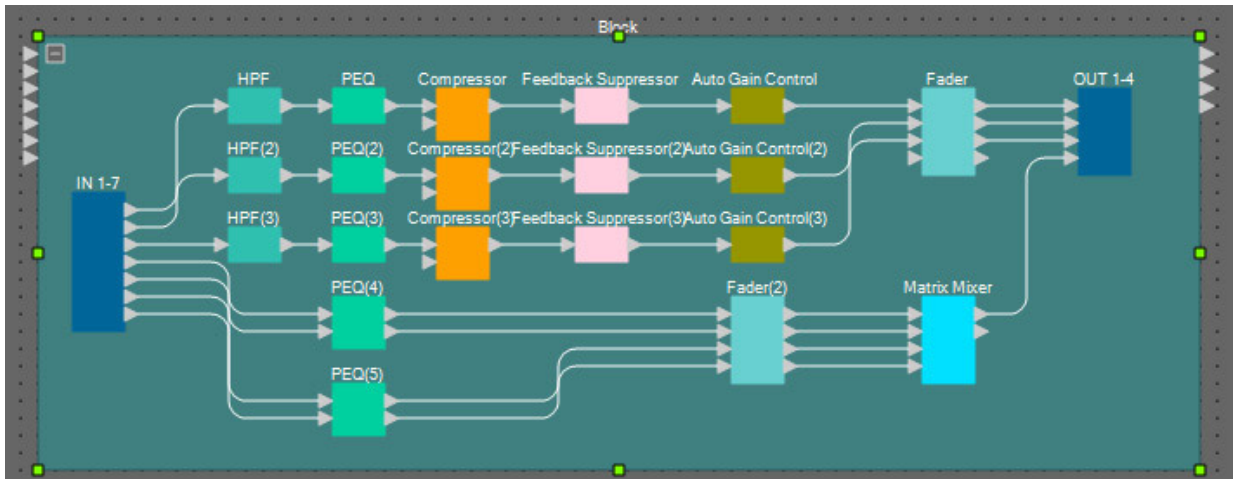 Block
HPF PEQ Compressor Feedback Suppressor Auto Gain Control Fader OUT 1-4
HPF(2) PEQ(2) Compressor(2) Feedback Suppressor(2) Auto Gain Control(2)
IN 1-7
HPF(3) PEQ(3) Compressor(3) Feedback Suppressor(3) Auto Gain Control(3)
PEQ(4) Fader(2) Matrix Mixer
PEQ(5)